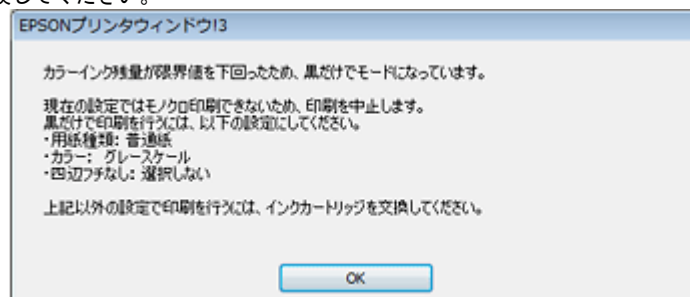 してください。
EPSONプリンタウィンドウ!3
カラーインク残量が限界値を下回ったため、黒だけでモードになっています。
現在の設定ではモノクロ印刷できないため、印刷を中止します。
黒だけで印刷を行うには、以下の設定にしてください。
・用紙種類: 普通紙
・カラー: グレースケール
・四辺フチなし: 選択しない
上記以外の設定で印刷を行うには、インクカートリッジを交換してください。
OK